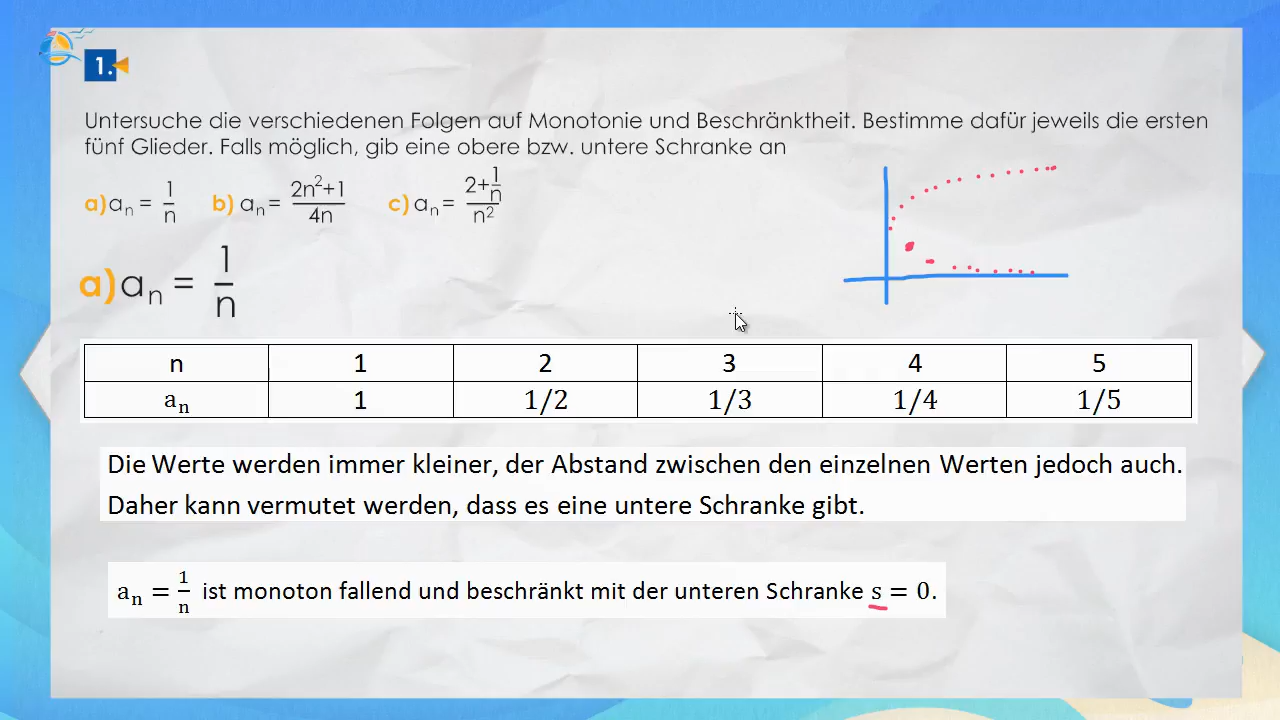 1.
Untersuche die verschiedenen Folgen auf Monotonie und Beschränktheit. Bestimme dafür jeweils die ersten
fünf Glieder. Falls möglich, gib eine obere bzw. untere Schranke an
a) aₙ = 1/n b) aₙ = (2n²+1)/(4n) c) aₙ = (2+1/n)/n²
a) aₙ = 1/n
n 1 2 3 4 5
aₙ 1 1/2 1/3 1/4 1/5
Die Werte werden immer kleiner, der Abstand zwischen den einzelnen Werten jedoch auch.
Daher kann vermutet werden, dass es eine untere Schranke gibt.
aₙ = 1/n ist monoton fallend und beschränkt mit der unteren Schranke s = 0.